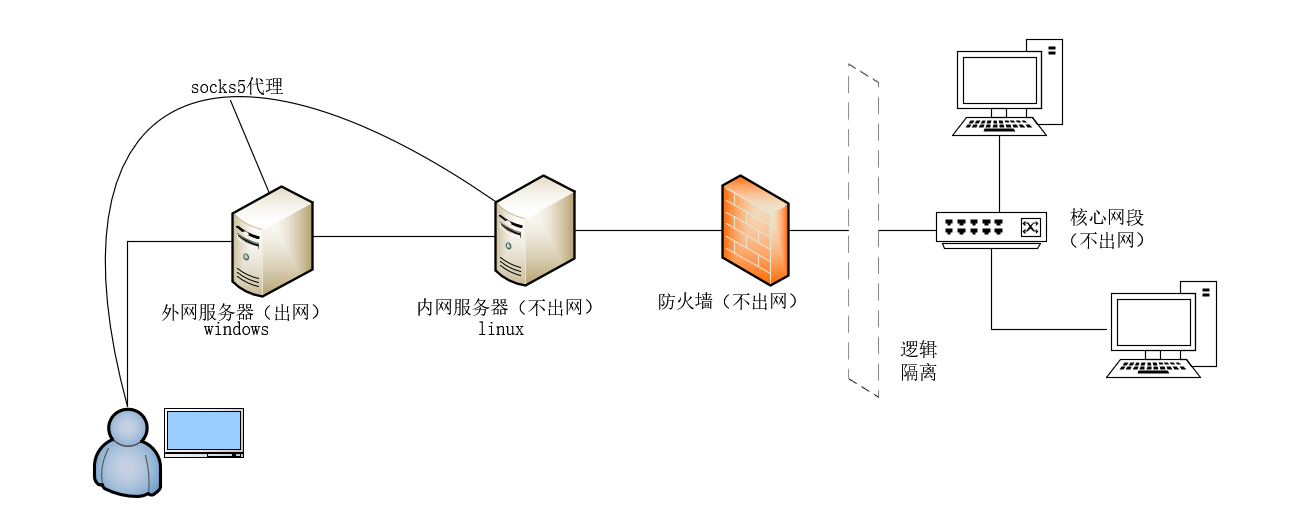 socks5代理
外网服务器（出网）
windows
内网服务器（不出网）
linux
防火墙（不出网）
逻辑
隔离
核心网段
（不出网）